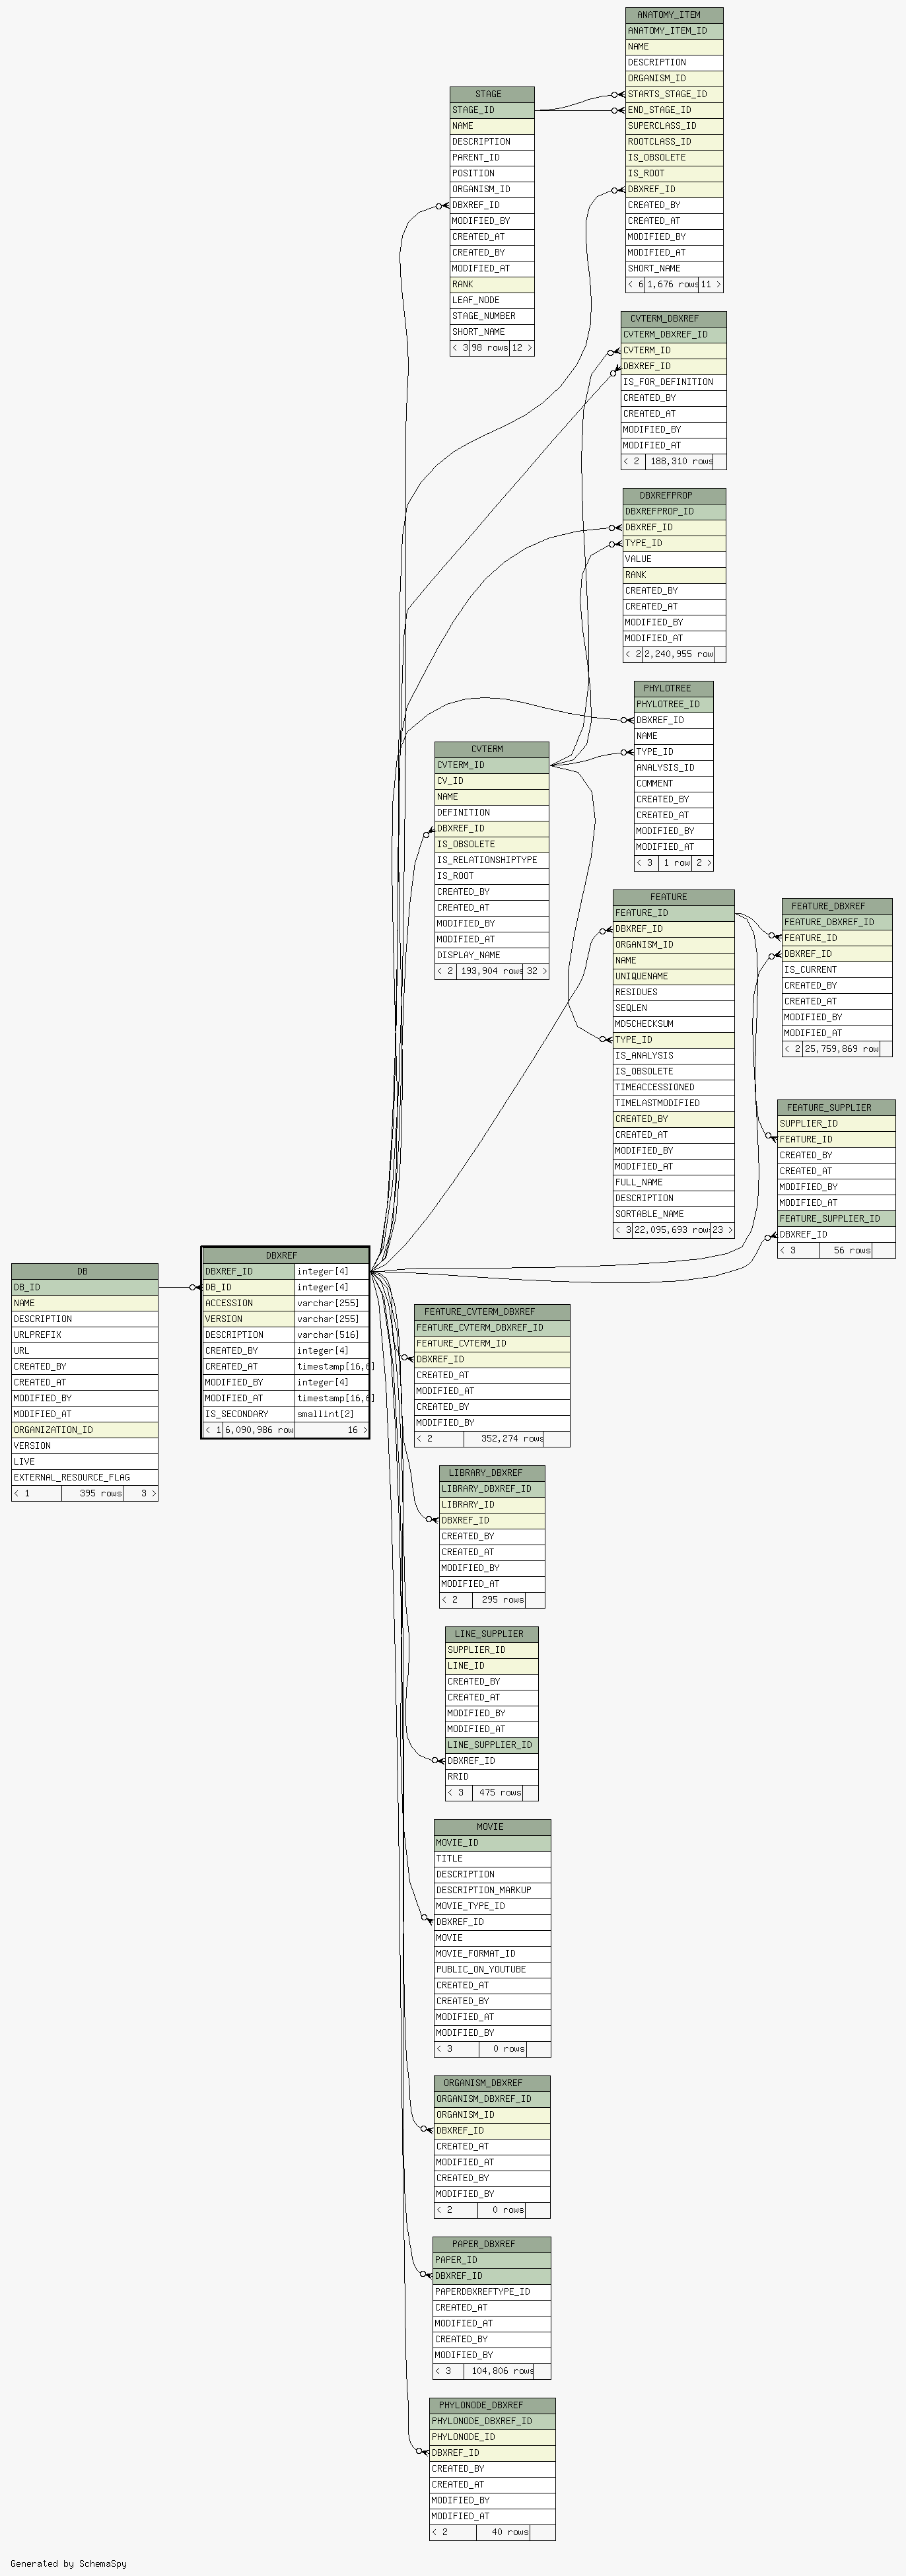 ANATOMY_ITEM
ANATOMY_ITEM_ID
NAME
DESCRIPTION
ORGANISM_ID
STARTS_STAGE_ID
END_STAGE_ID
SUPERCLASS_ID
ROOTCLASS_ID
IS_OBSOLETE
IS_ROOT
DBXREF_ID
CREATED_BY
CREATED_AT
MODIFIED_BY
MODIFIED_AT
SHORT_NAME
< 6 1,676 rows 11 >
STAGE
STAGE_ID
NAME
DESCRIPTION
PARENT_ID
POSITION
ORGANISM_ID
DBXREF_ID
MODIFIED_BY
CREATED_AT
CREATED_BY
MODIFIED_AT
RANK
LEAF_NODE
STAGE_NUMBER
SHORT_NAME
< 3 98 rows 12 >
CVTERM_DBXREF
CVTERM_DBXREF_ID
CVTERM_ID
DBXREF_ID
IS_FOR_DEFINITION
CREATED_BY
CREATED_AT
MODIFIED_BY
MODIFIED_AT
< 2 188,310 rows
DBXREFPROP
DBXREFPROP_ID
DBXREF_ID
TYPE_ID
VALUE
RANK
CREATED_BY
CREATED_AT
MODIFIED_BY
MODIFIED_AT
< 2 2,240,955 row
PHYLOTREE
PHYLOTREE_ID
DBXREF_ID
NAME
TYPE_ID
ANALYSIS_ID
COMMENT
CREATED_BY
CREATED_AT
MODIFIED_BY
MODIFIED_AT
< 3 1 row 2 >
CVTERM
CVTERM_ID
CV_ID
NAME
DEFINITION
DBXREF_ID
IS_OBSOLETE
IS_RELATIONSHIPTYPE
IS_ROOT
CREATED_BY
CREATED_AT
MODIFIED_BY
MODIFIED_AT
DISPLAY_NAME
< 2 193,904 rows 32 >
FEATURE
FEATURE_ID
DBXREF_ID
ORGANISM_ID
NAME
UNIQUENAME
RESIDUES
SEQLEN
MD5CHECKSUM
TYPE_ID
IS_ANALYSIS
IS_OBSOLETE
TIMEACCESSIONED
TIMELASTMODIFIED
CREATED_BY
CREATED_AT
MODIFIED_BY
MODIFIED_AT
FULL_NAME
DESCRIPTION
SORTABLE_NAME
< 3 22,095,693 row 23 >
FEATURE_DBXREF
FEATURE_DBXREF_ID
FEATURE_ID
DBXREF_ID
IS_CURRENT
CREATED_BY
CREATED_AT
MODIFIED_BY
MODIFIED_AT
< 2 25,759,869 row
FEATURE_SUPPLIER
SUPPLIER_ID
FEATURE_ID
CREATED_BY
CREATED_AT
MODIFIED_BY
MODIFIED_AT
FEATURE_SUPPLIER_ID
DBXREF_ID
< 3 56 rows
DB
DB_ID
NAME
DESCRIPTION
URLPREFIX
URL
CREATED_BY
CREATED_AT
MODIFIED_BY
MODIFIED_AT
ORGANIZATION_ID
VERSION
LIVE
EXTERNAL_RESOURCE_FLAG
< 1 395 rows 3 >
DBXREF
DBXREF_ID integer[4]
DB_ID integer[4]
ACCESSION varchar[255]
VERSION varchar[255]
DESCRIPTION varchar[516]
CREATED_BY integer[4]
CREATED_AT timestamp[16,6]
MODIFIED_BY integer[4]
MODIFIED_AT timestamp[16,6]
IS_SECONDARY smallint[2]
< 1 6,090,986 row 16 >
FEATURE_CVTERM_DBXREF
FEATURE_CVTERM_DBXREF_ID
FEATURE_CVTERM_ID
DBXREF_ID
CREATED_AT
MODIFIED_AT
CREATED_BY
MODIFIED_BY
< 2 352,274 rows
LIBRARY_DBXREF
LIBRARY_DBXREF_ID
LIBRARY_ID
DBXREF_ID
CREATED_BY
CREATED_AT
MODIFIED_BY
MODIFIED_AT
< 2 295 rows
LINE_SUPPLIER
SUPPLIER_ID
LINE_ID
CREATED_BY
CREATED_AT
MODIFIED_BY
MODIFIED_AT
LINE_SUPPLIER_ID
DBXREF_ID
RRID
< 3 475 rows
MOVIE
MOVIE_ID
TITLE
DESCRIPTION
DESCRIPTION_MARKUP
MOVIE_TYPE_ID
DBXREF_ID
MOVIE
MOVIE_FORMAT_ID
PUBLIC_ON_YOUTUBE
CREATED_AT
CREATED_BY
MODIFIED_AT
MODIFIED_BY
< 3 0 rows
ORGANISM_DBXREF
ORGANISM_DBXREF_ID
ORGANISM_ID
DBXREF_ID
CREATED_AT
MODIFIED_AT
CREATED_BY
MODIFIED_BY
< 2 0 rows
PAPER_DBXREF
PAPER_ID
DBXREF_ID
PAPERDBXREFTYPE_ID
CREATED_AT
MODIFIED_AT
CREATED_BY
MODIFIED_BY
< 3 104,806 rows
PHYLONODE_DBXREF
PHYLONODE_DBXREF_ID
PHYLONODE_ID
DBXREF_ID
CREATED_BY
CREATED_AT
MODIFIED_BY
MODIFIED_AT
< 2 40 rows
Generated by SchemaSpy